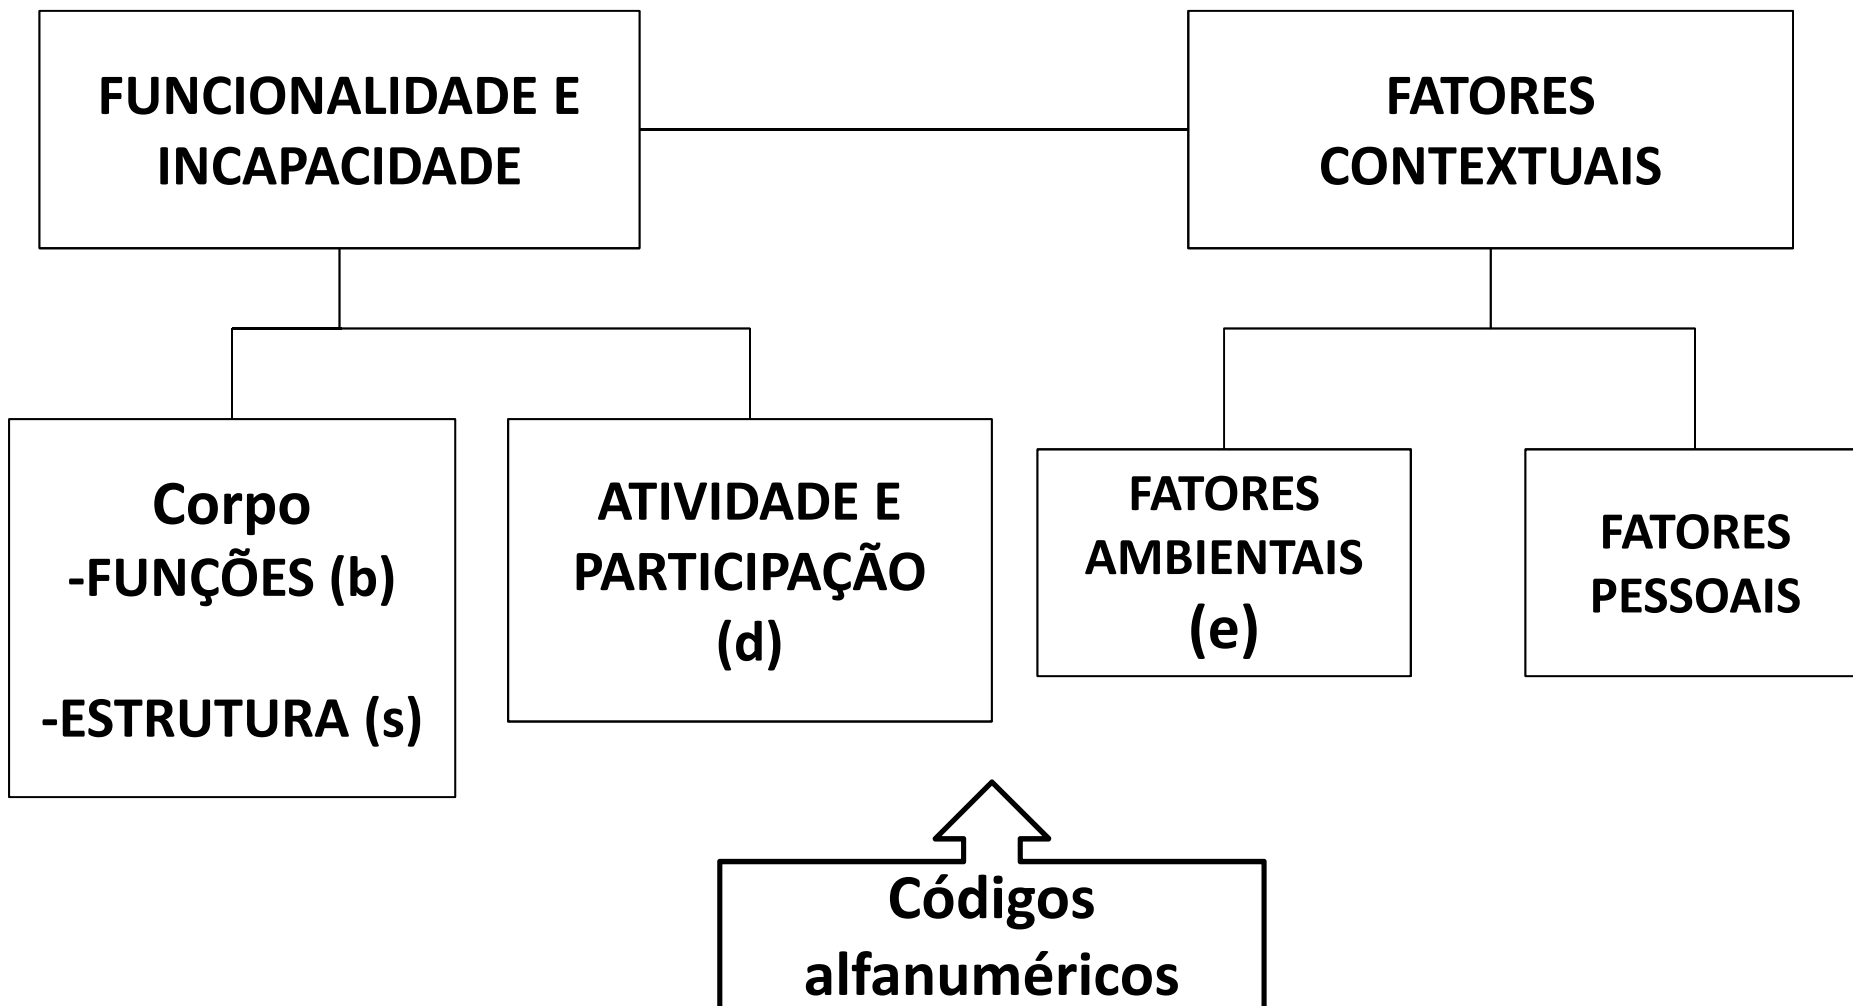 FUNCIONALIDADE E
INCAPACIDADE
FATORES
CONTEXTUAIS
Corpo
-FUNÇÕES (b)
-ESTRUTURA (s)
ATIVIDADE E
PARTICIPAÇÃO
(d)
FATORES
AMBIENTAIS
(e)
FATORES
PESSOAIS
Códigos
alfanuméricos